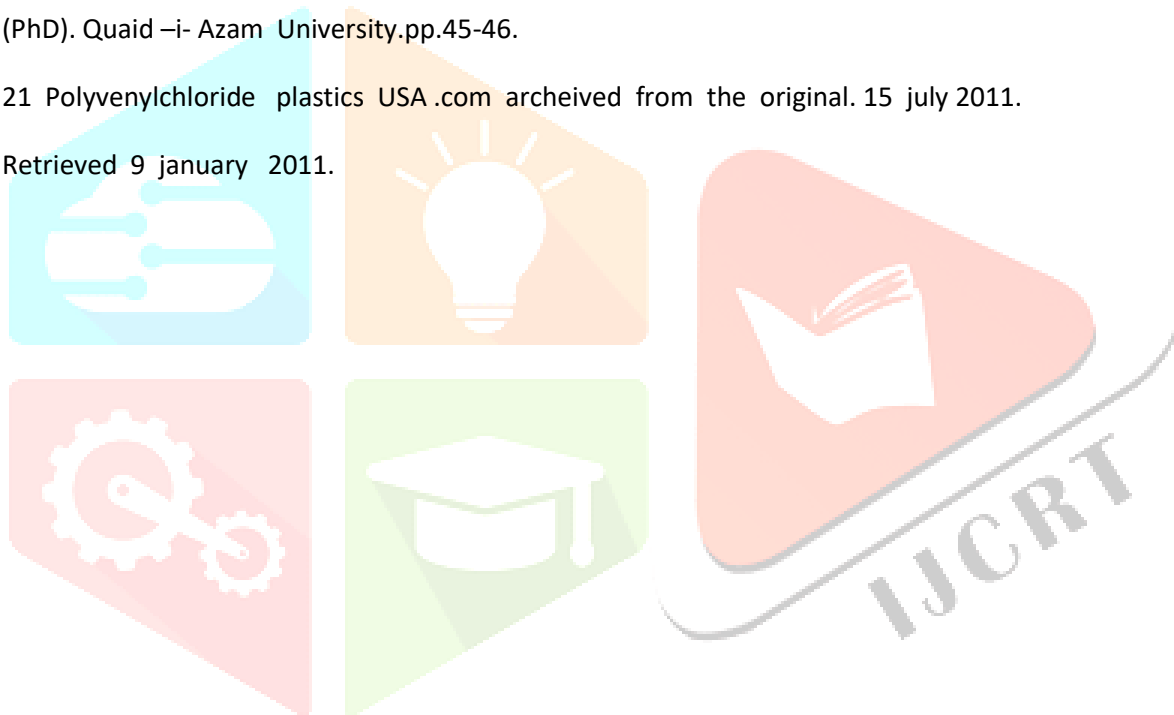 (PhD). Quaid –i- Azam University.pp.45-46.
21 Polyvenylchloride plastics USA .com archeived from the original. 15 july 2011.
Retrieved 9 january 2011.
IJCRT